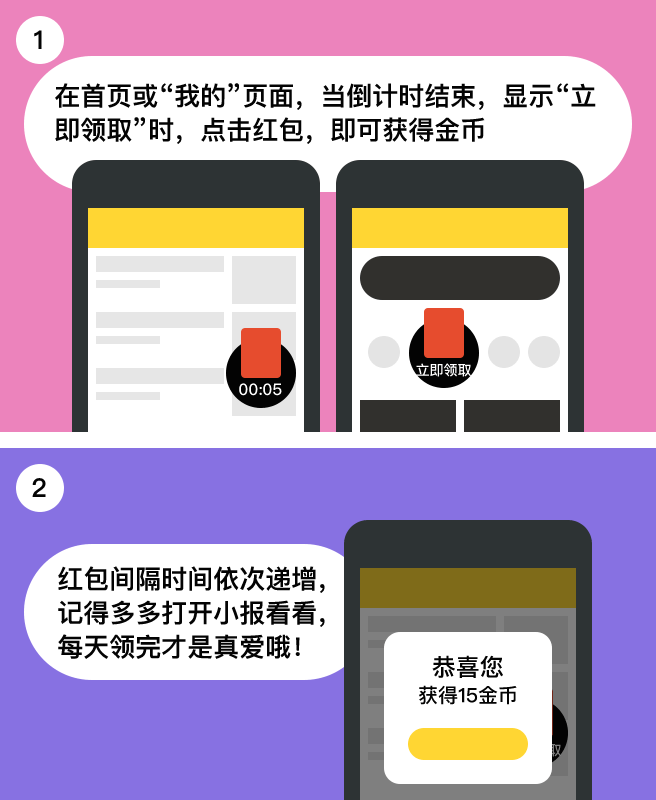 1
在首页或“我的”页面，当倒计时结束，显示“立
即领取”时，点击红包，即可获得金币
00:05
立即领取
2
红包间隔时间依次递增，
记得多多打开小报看看，
每天领完才是真爱哦！
恭喜您
获得15金币
取